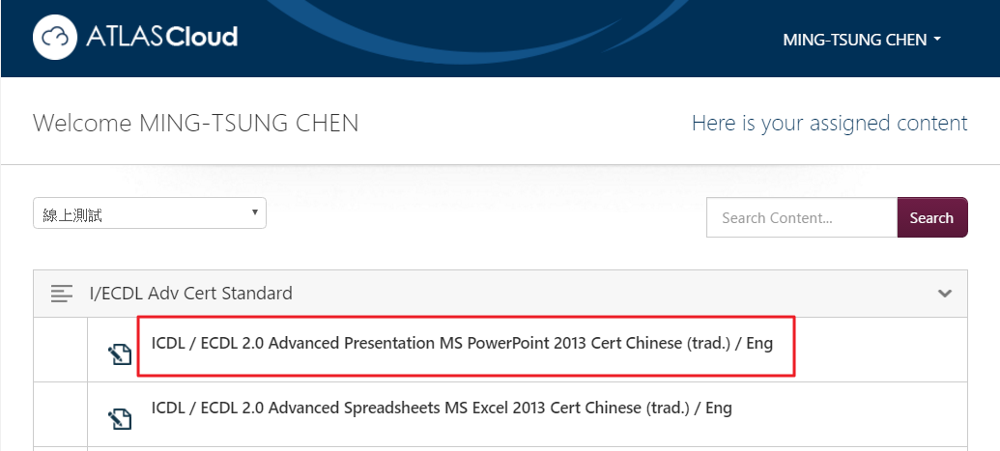 ATLASCloud
MING-TSUNG CHEN
Welcome MING-TSUNG CHEN
Here is your assigned content
線上測試
Search Content...
Search
I/ECDL Adv Cert Standard
ICDL / ECDL 2.0 Advanced Presentation MS PowerPoint 2013 Cert Chinese (trad.) / Eng
ICDL / ECDL 2.0 Advanced Spreadsheets MS Excel 2013 Cert Chinese (trad.) / Eng